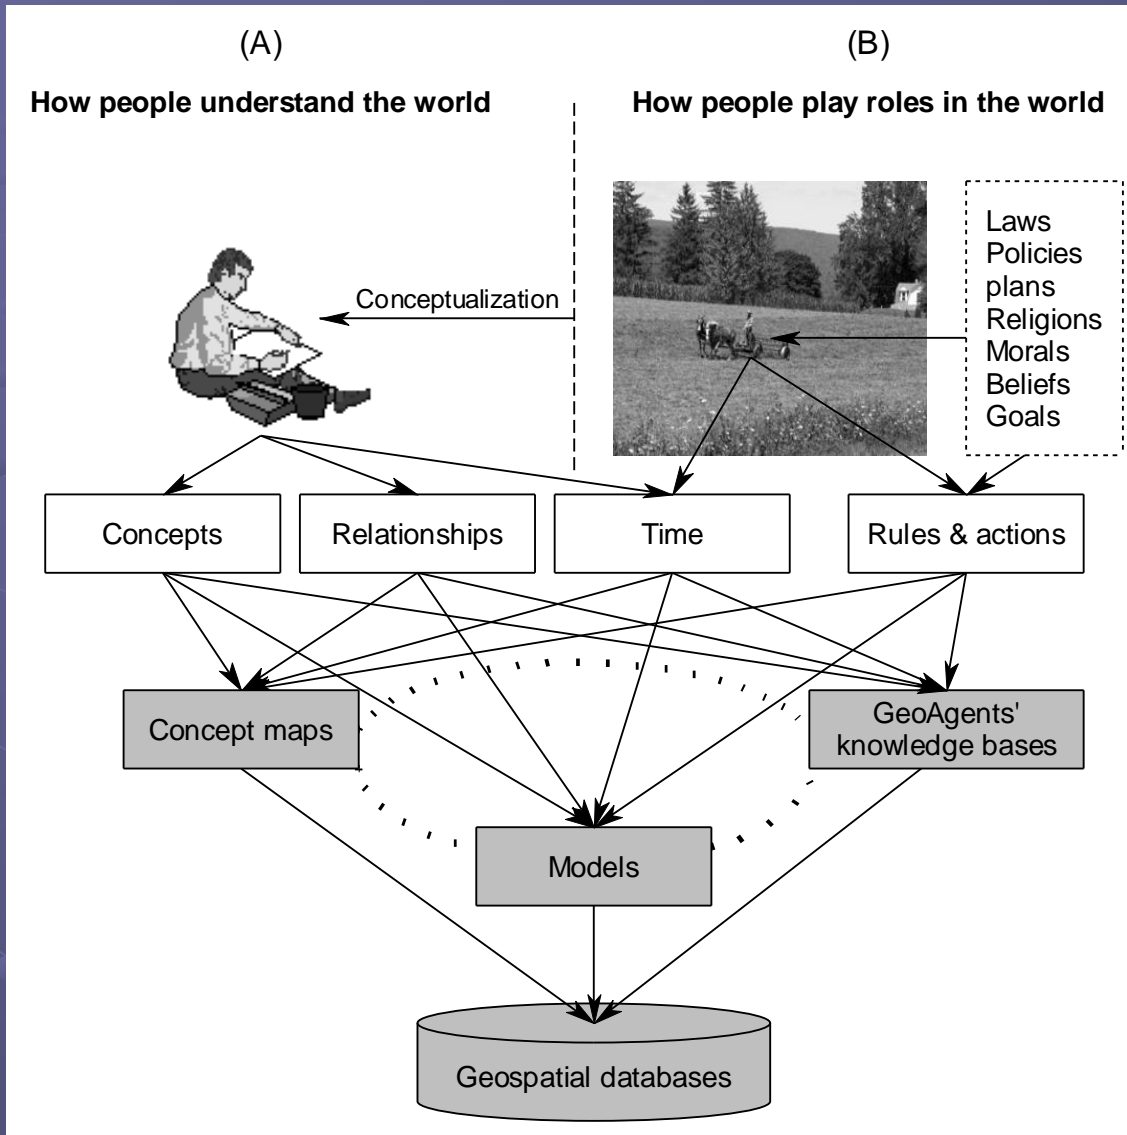 (A)
(B)
How people understand the world
How people play roles in the world
Conceptualization
Laws
Policies
plans
Religions
Morals
Beliefs
Goals
Concepts
Relationships
Time
Rules & actions
Concept maps
GeoAgents'
knowledge bases
Models
Geospatial databases